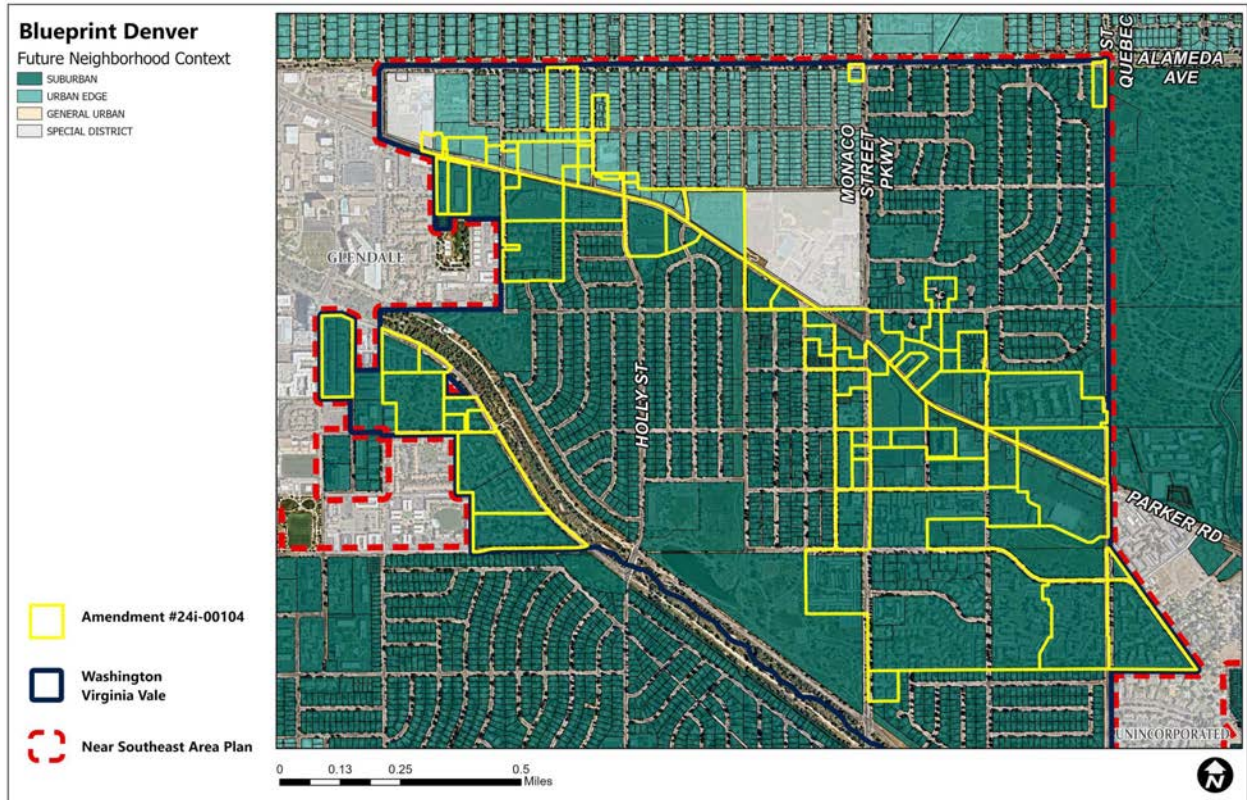 Blueprint Denver
Future Neighborhood Context
SUBURBAN
URBAN EDGE
GENERAL URBAN
SPECIAL DISTRICT
Amendment #24i-00104
Washington
Virginia Vale
Near Southeast Area Plan
QUEBEC
ST
ALAMEDA
AVE
MONACO
STREET
PKWY
GLENDALE
HOLLY ST
PARKER RD
UNINCORPORATED
0 0.13 0.25 0.5
Miles
N